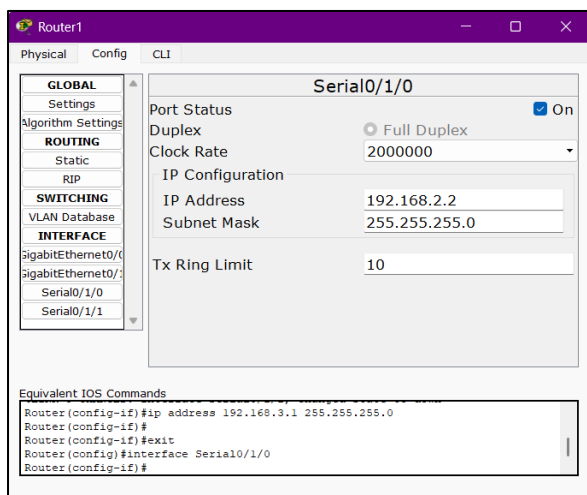 Router1
Physical Config CLI
GLOBAL
Settings
Algorithm Settings
ROUTING
Static
RIP
SWITCHING
VLAN Database
INTERFACE
GigabitEthernet0/
GigabitEthernet0/
Serial0/1/0
Serial0/1/1
Serial0/1/0
Port Status On
Duplex Full Duplex
Clock Rate 2000000
IP Configuration
IP Address 192.168.2.2
Subnet Mask 255.255.255.0
Tx Ring Limit 10
Equivalent IOS Commands
Router(config-if)#ip address 192.168.3.1 255.255.255.0
Router(config-if)#
Router(config-if)#exit
Router(config)#interface Serial0/1/0
Router(config-if)#